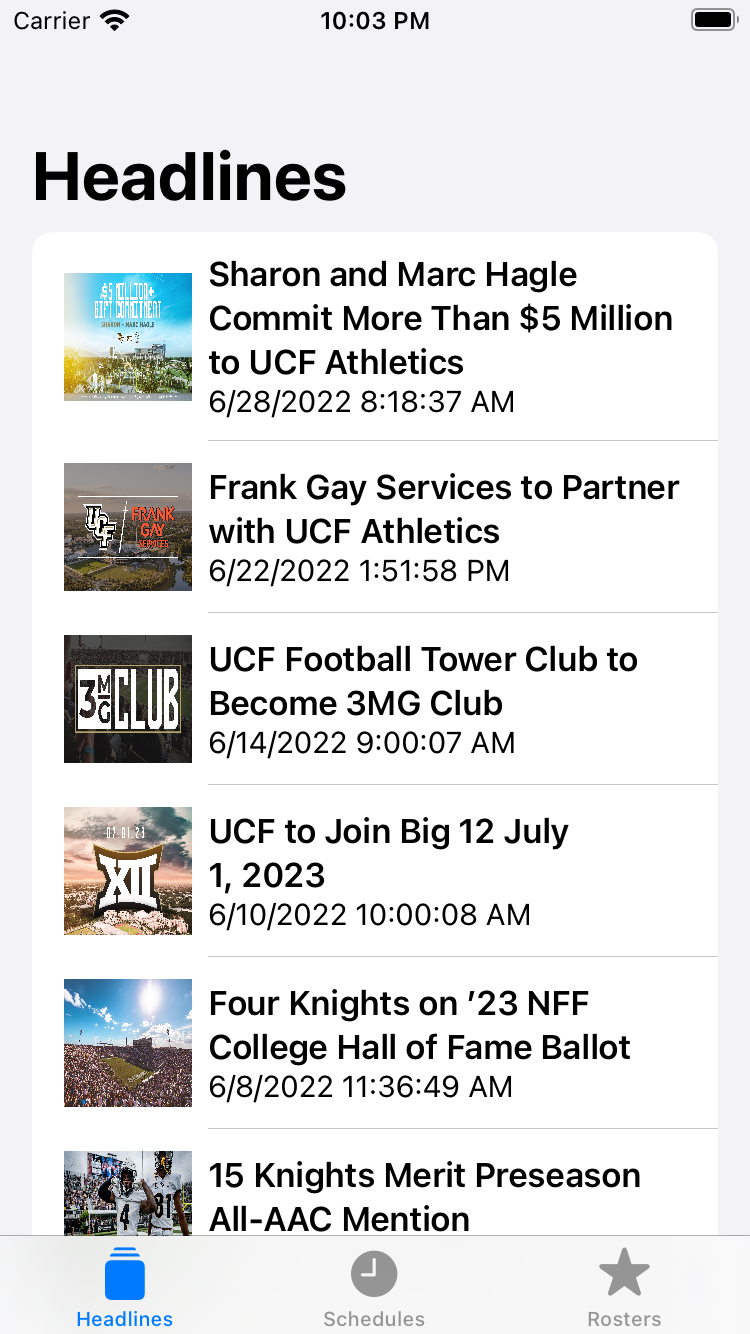 Carrier
10:03 PM
Headlines
$5 MILLION+
GIFT COMMITMENT
SHARON + MARC HAGLE
Sharon and Marc Hagle
Commit More Than $5 Million
to UCF Athletics
6/28/2022 8:18:37 AM
UCF
FRANK
GAY
SERVICES
Frank Gay Services to Partner
with UCF Athletics
6/22/2022 1:51:58 PM
3MG CLUB
UCF Football Tower Club to
Become 3MG Club
6/14/2022 9:00:07 AM
07.01.23
XII
UCF to Join Big 12 July
1, 2023
6/10/2022 10:00:08 AM
Four Knights on ’23 NFF
College Hall of Fame Ballot
6/8/2022 11:36:49 AM
4
81
15 Knights Merit Preseason
All-AAC Mention
Headlines
Schedules
Rosters